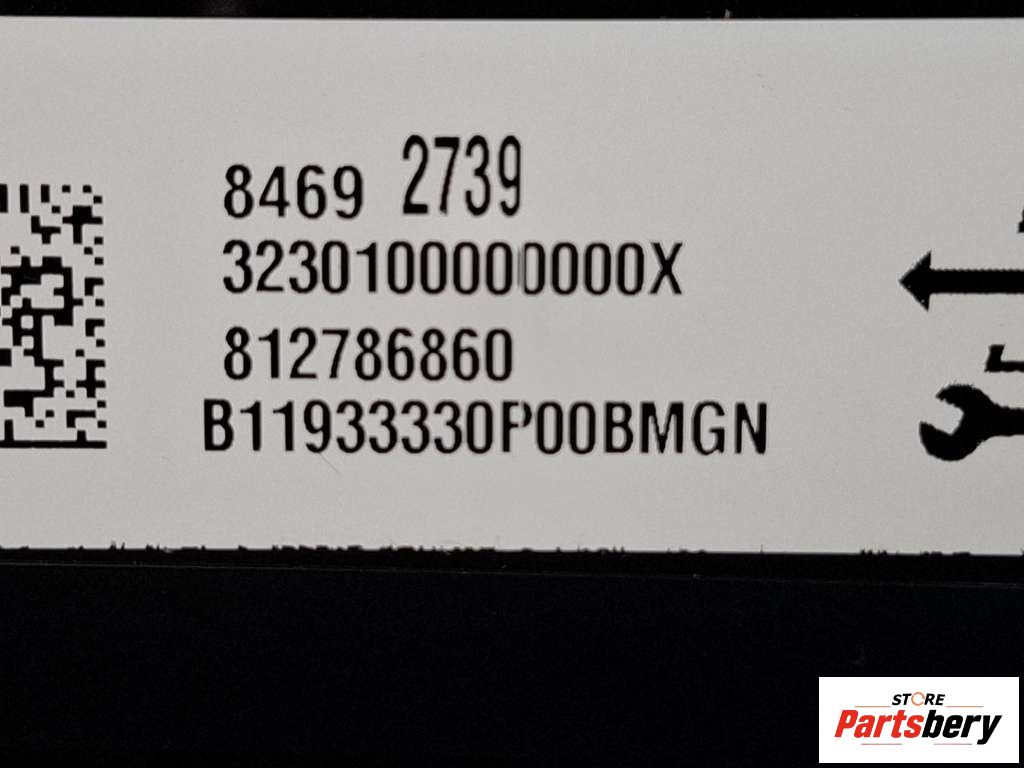 8469 2739
3230100000000X
812786860
B11933330P00BMGN
STORE
Partsbery